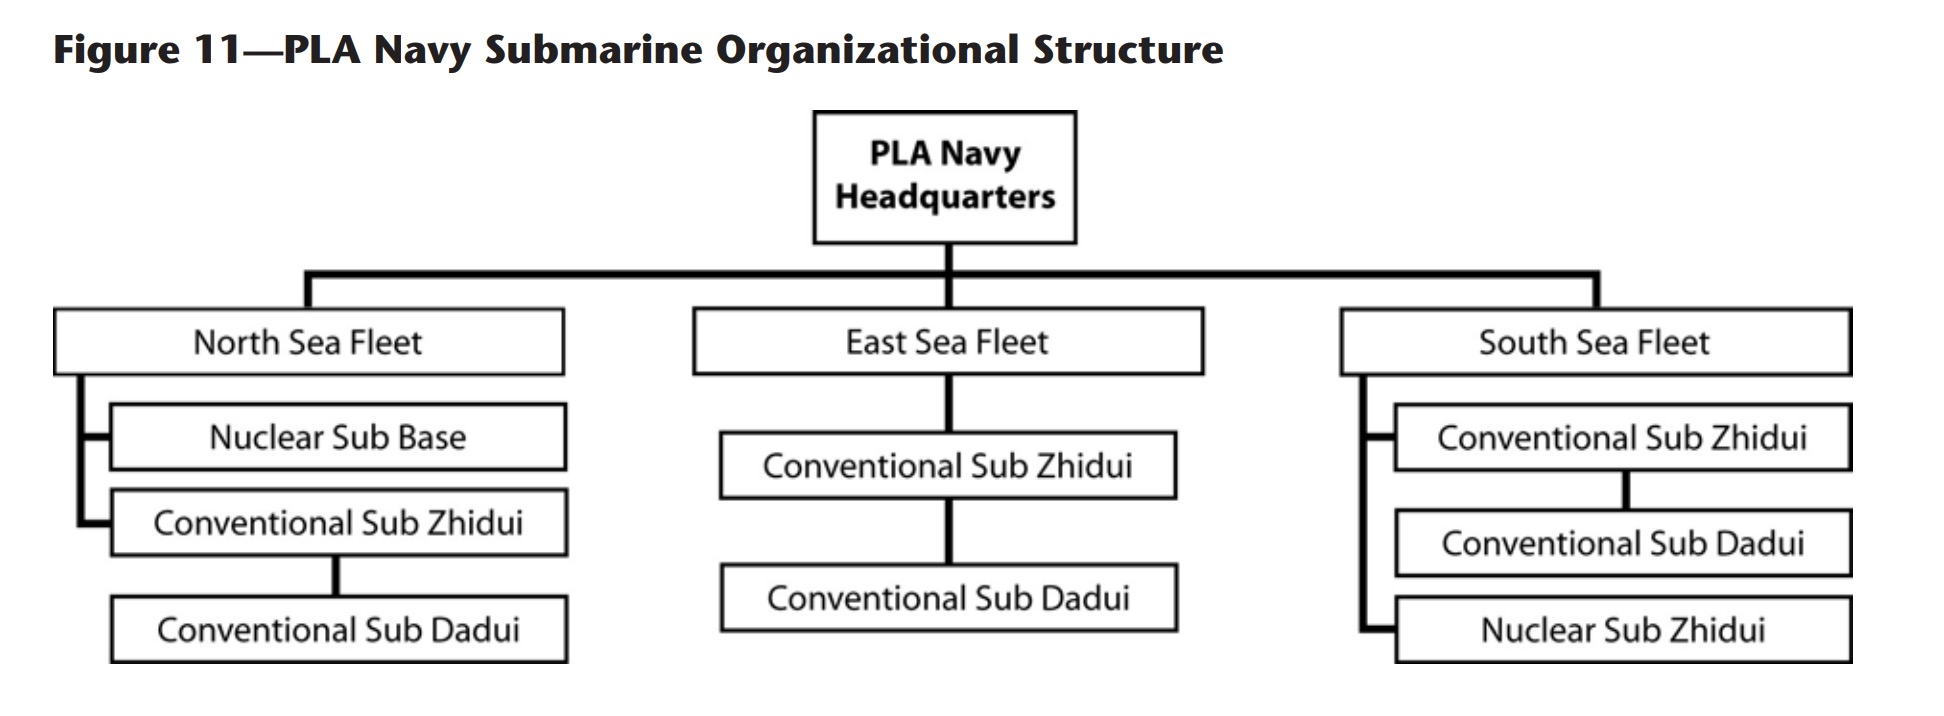 Figure 11—PLA Navy Submarine Organizational Structure
PLA Navy
Headquarters
North Sea Fleet
Nuclear Sub Base
Conventional Sub Zhidui
Conventional Sub Dadui
East Sea Fleet
Conventional Sub Zhidui
Conventional Sub Dadui
South Sea Fleet
Conventional Sub Zhidui
Conventional Sub Dadui
Nuclear Sub Zhidui